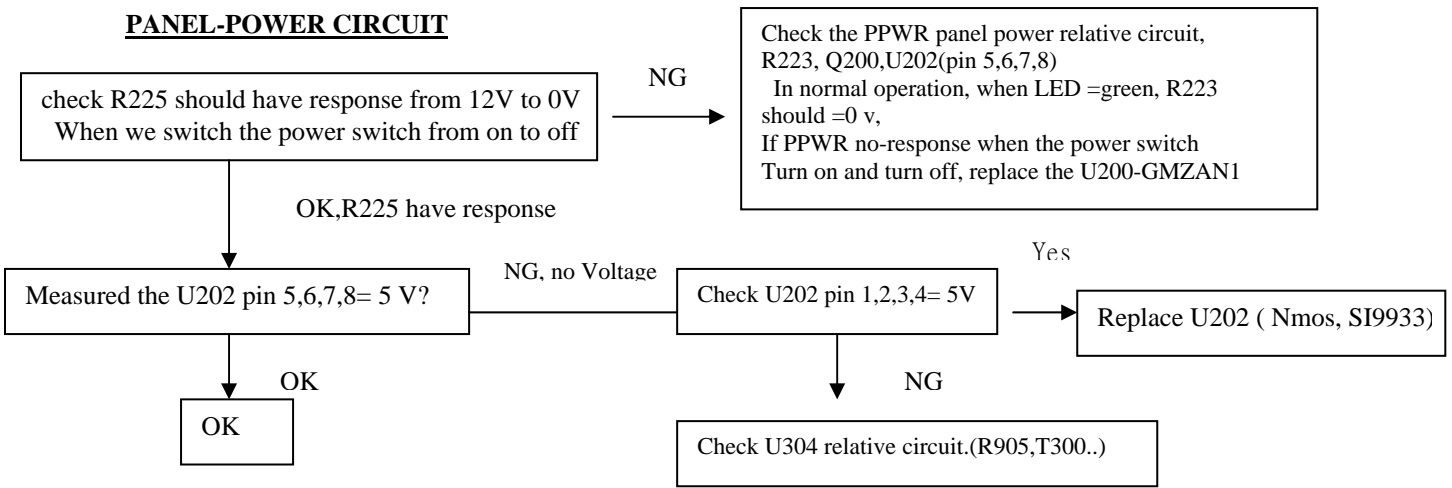 PANEL-POWER CIRCUIT
check R225 should have response from 12V to 0V
When we switch the power switch from on to off
NG
Check the PPWR panel power relative circuit,
R223, Q200,U202(pin 5,6,7,8)
In normal operation, when LED =green, R223
should =0 v,
If PPWR no-response when the power switch
Turn on and turn off, replace the U200-GMZAN1
OK,R225 have response
Measured the U202 pin 5,6,7,8= 5 V?
NG, no Voltage
Check U202 pin 1,2,3,4= 5V
Yes
Replace U202 ( Nmos, SI9933)
OK
OK
NG
Check U304 relative circuit.(R905,T300..)